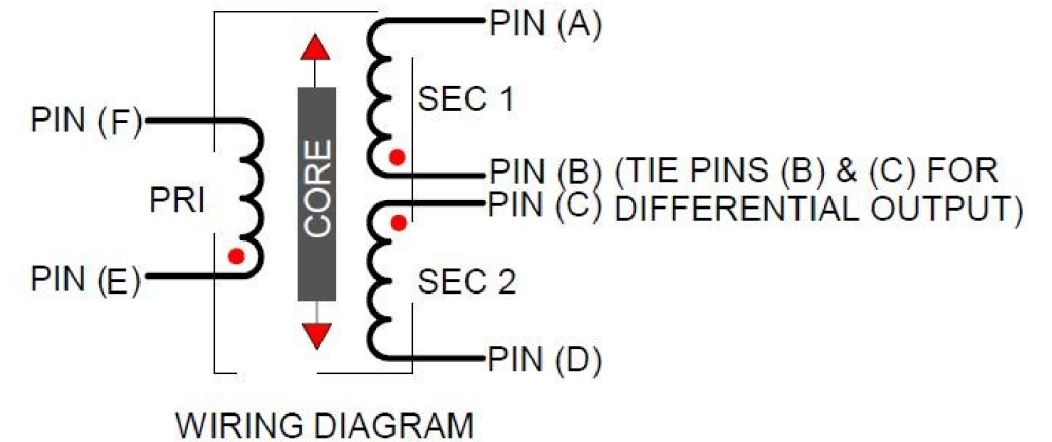 PIN (A)
SEC 1
PIN (F)
CORE
PRI
PIN (B) (TIE PINS (B) & (C) FOR
PIN (C) DIFFERENTIAL OUTPUT)
PIN (E)
SEC 2
PIN (D)
WIRING DIAGRAM